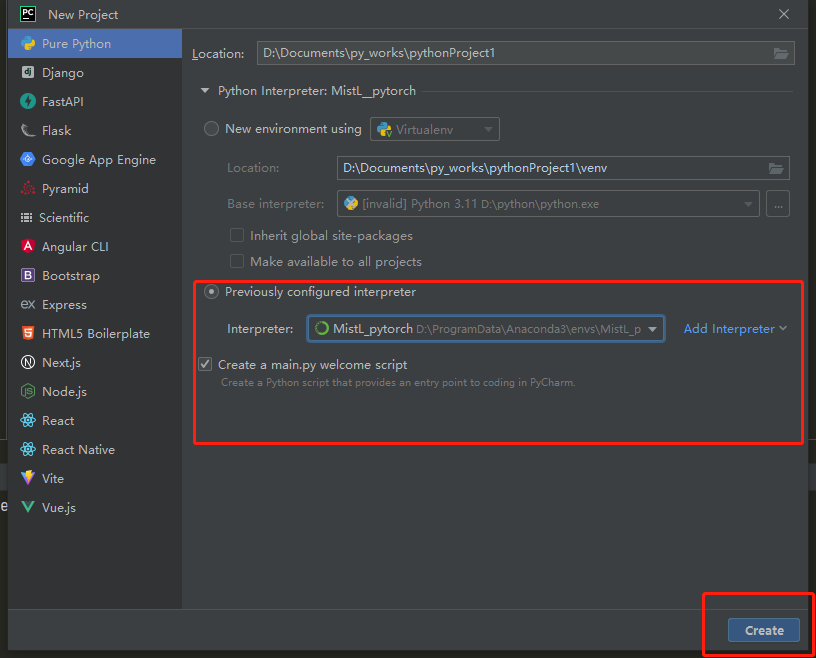 New Project
Pure Python
Django
FastAPI
Flask
Google App Engine
Pyramid
Scientific
Angular CLI
Bootstrap
Express
HTML5 Boilerplate
Next.js
Node.js
React
React Native
Vite
Vue.js
Location: D:\Documents\py_works\pythonProject1
Python Interpreter: MistL_pytorch
New environment using Virtualenv
Location: D:\Documents\py_works\pythonProject1\venv
Base interpreter: [invalid] Python 3.11 D:\python\python.exe ...
Inherit global site-packages
Make available to all projects
Previously configured interpreter
Interpreter: MistL_pytorch D:\ProgramData\Anaconda3\envs\MistL_p Add Interpreter
Create a main.py welcome script
Create a Python script that provides an entry point to coding in PyCharm.
Create